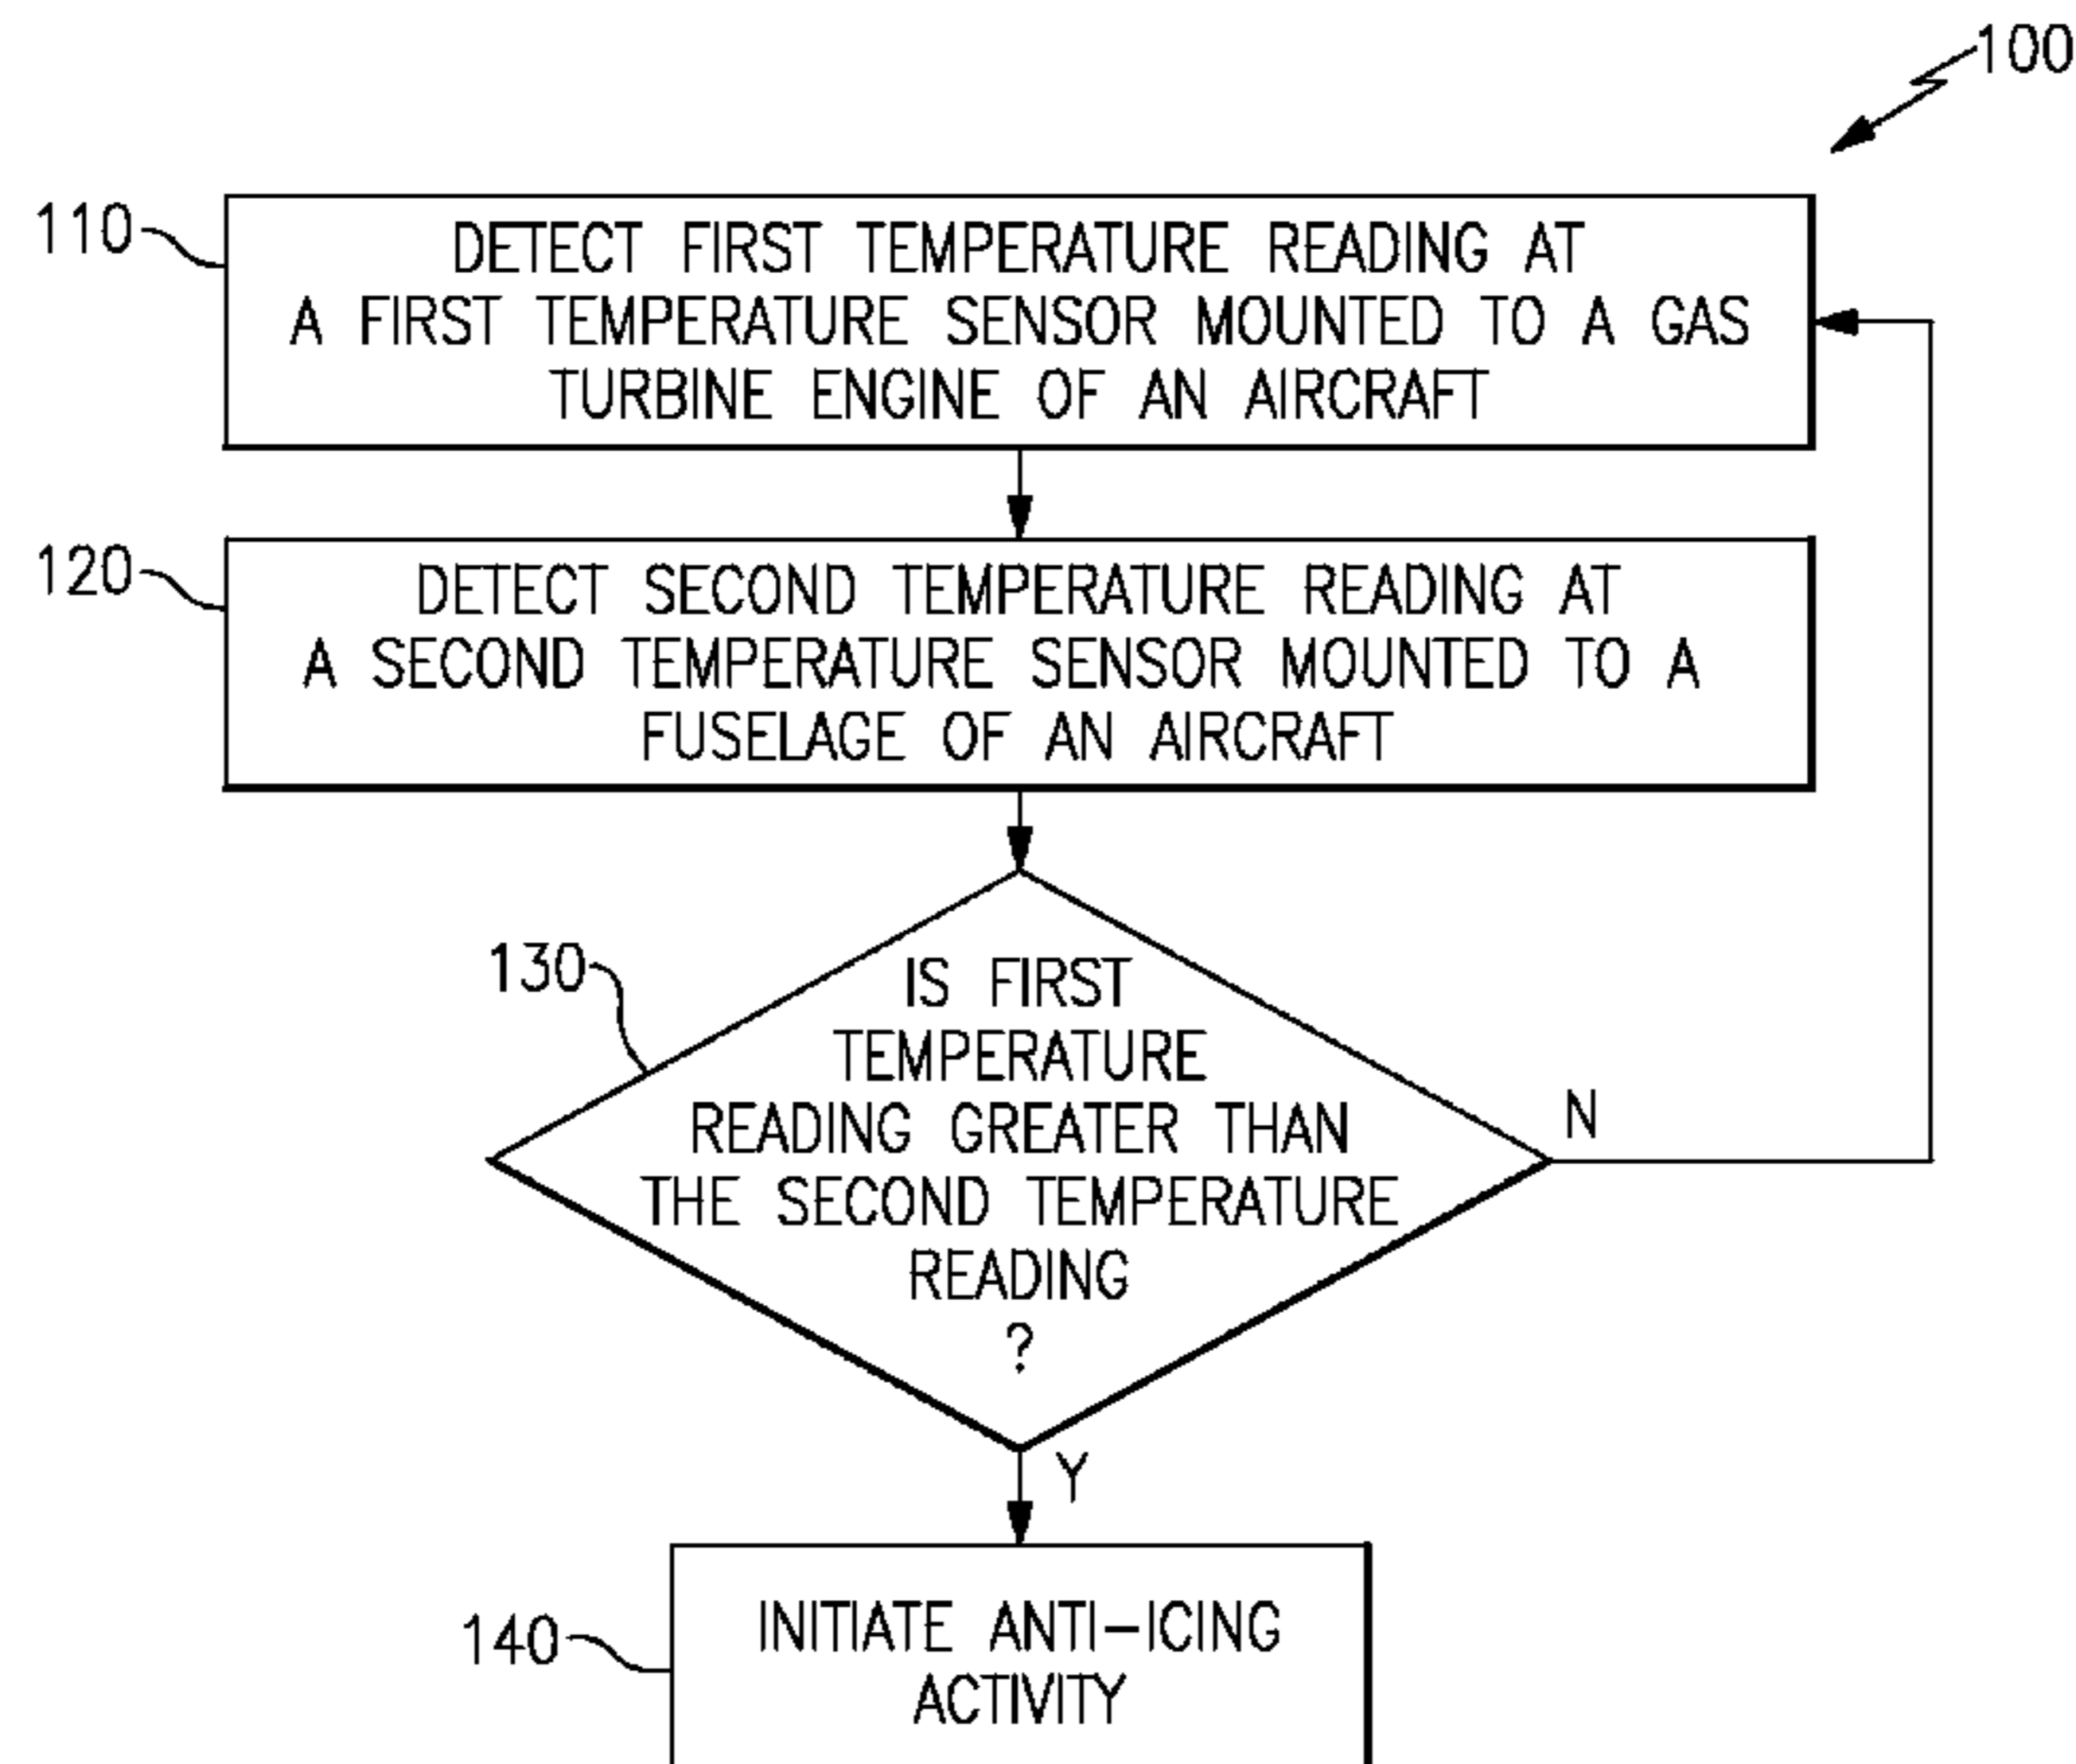 100
110
DETECT FIRST TEMPERATURE READING AT
A FIRST TEMPERATURE SENSOR MOUNTED TO A GAS
TURBINE ENGINE OF AN AIRCRAFT
120
DETECT SECOND TEMPERATURE READING AT
A SECOND TEMPERATURE SENSOR MOUNTED TO A
FUSELAGE OF AN AIRCRAFT
130
IS FIRST
TEMPERATURE
READING GREATER THAN
THE SECOND TEMPERATURE
READING
?
N
Y
140
INITIATE ANTI-ICING
ACTIVITY